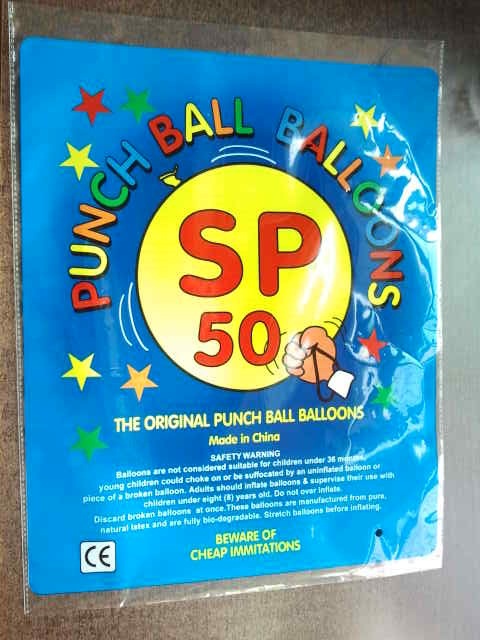 PUNCH BALL BALLOONS
SP
50
THE ORIGINAL PUNCH BALL BALLOONS
Made in China
SAFETY WARNING
Balloons are not considered suitable for children under 36 months,
young children could choke on or be suffocated by an uninflated balloon or
piece of a broken balloon. Adults should inflate balloons & supervise their use with
children under eight (8) years old. Do not over inflate.
Discard broken balloons at once.These balloons are manufactured from pure,
natural latex and are fully bio-degradable. Stretch balloons before inflating.
BEWARE OF
CHEAP IMMITATIONS
CE